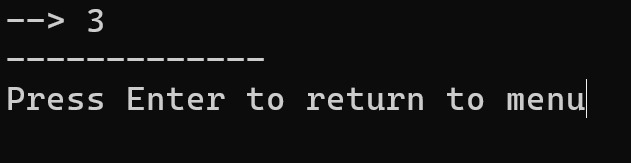 --> 3
-------------
Press Enter to return to menu